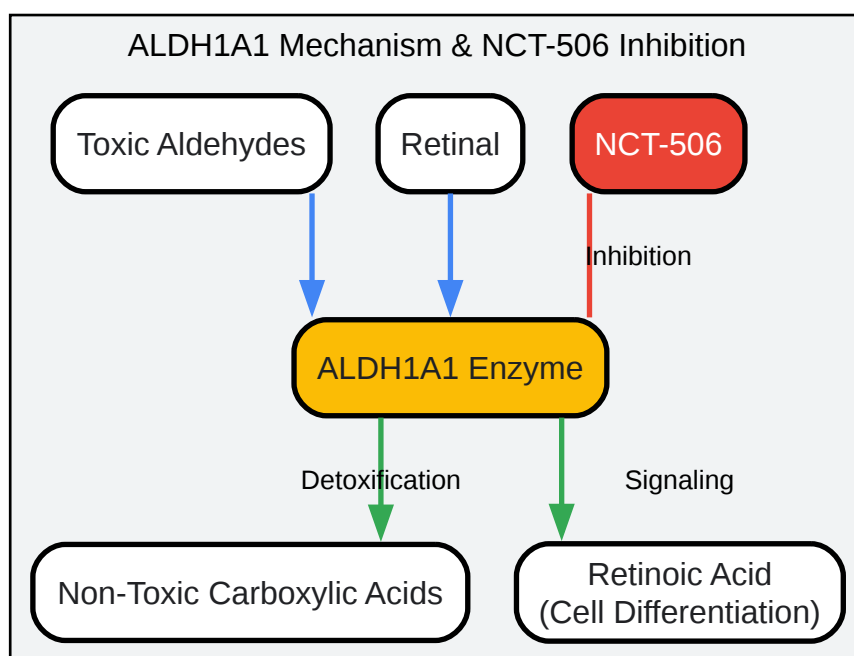 ALDH1A1 Mechanism & NCT-506 Inhibition
Toxic Aldehydes
Retinal
NCT-506
Inhibition
ALDH1A1 Enzyme
Detoxification
Signaling
Non-Toxic Carboxylic Acids
Retinoic Acid
(Cell Differentiation)